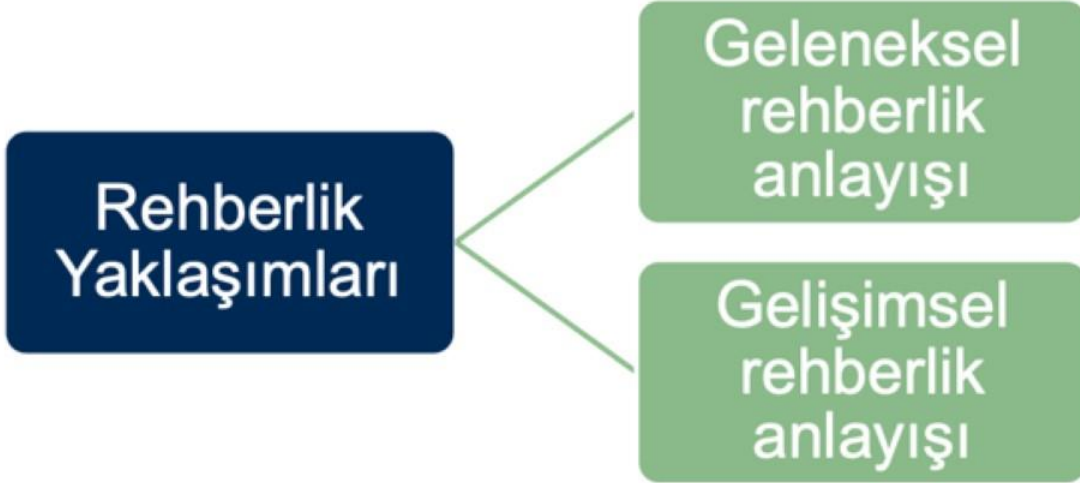 Rehberlik
Yaklaşımları
Geleneksel
rehberlik
anlayışı
Gelişimsel
rehberlik
anlayışı